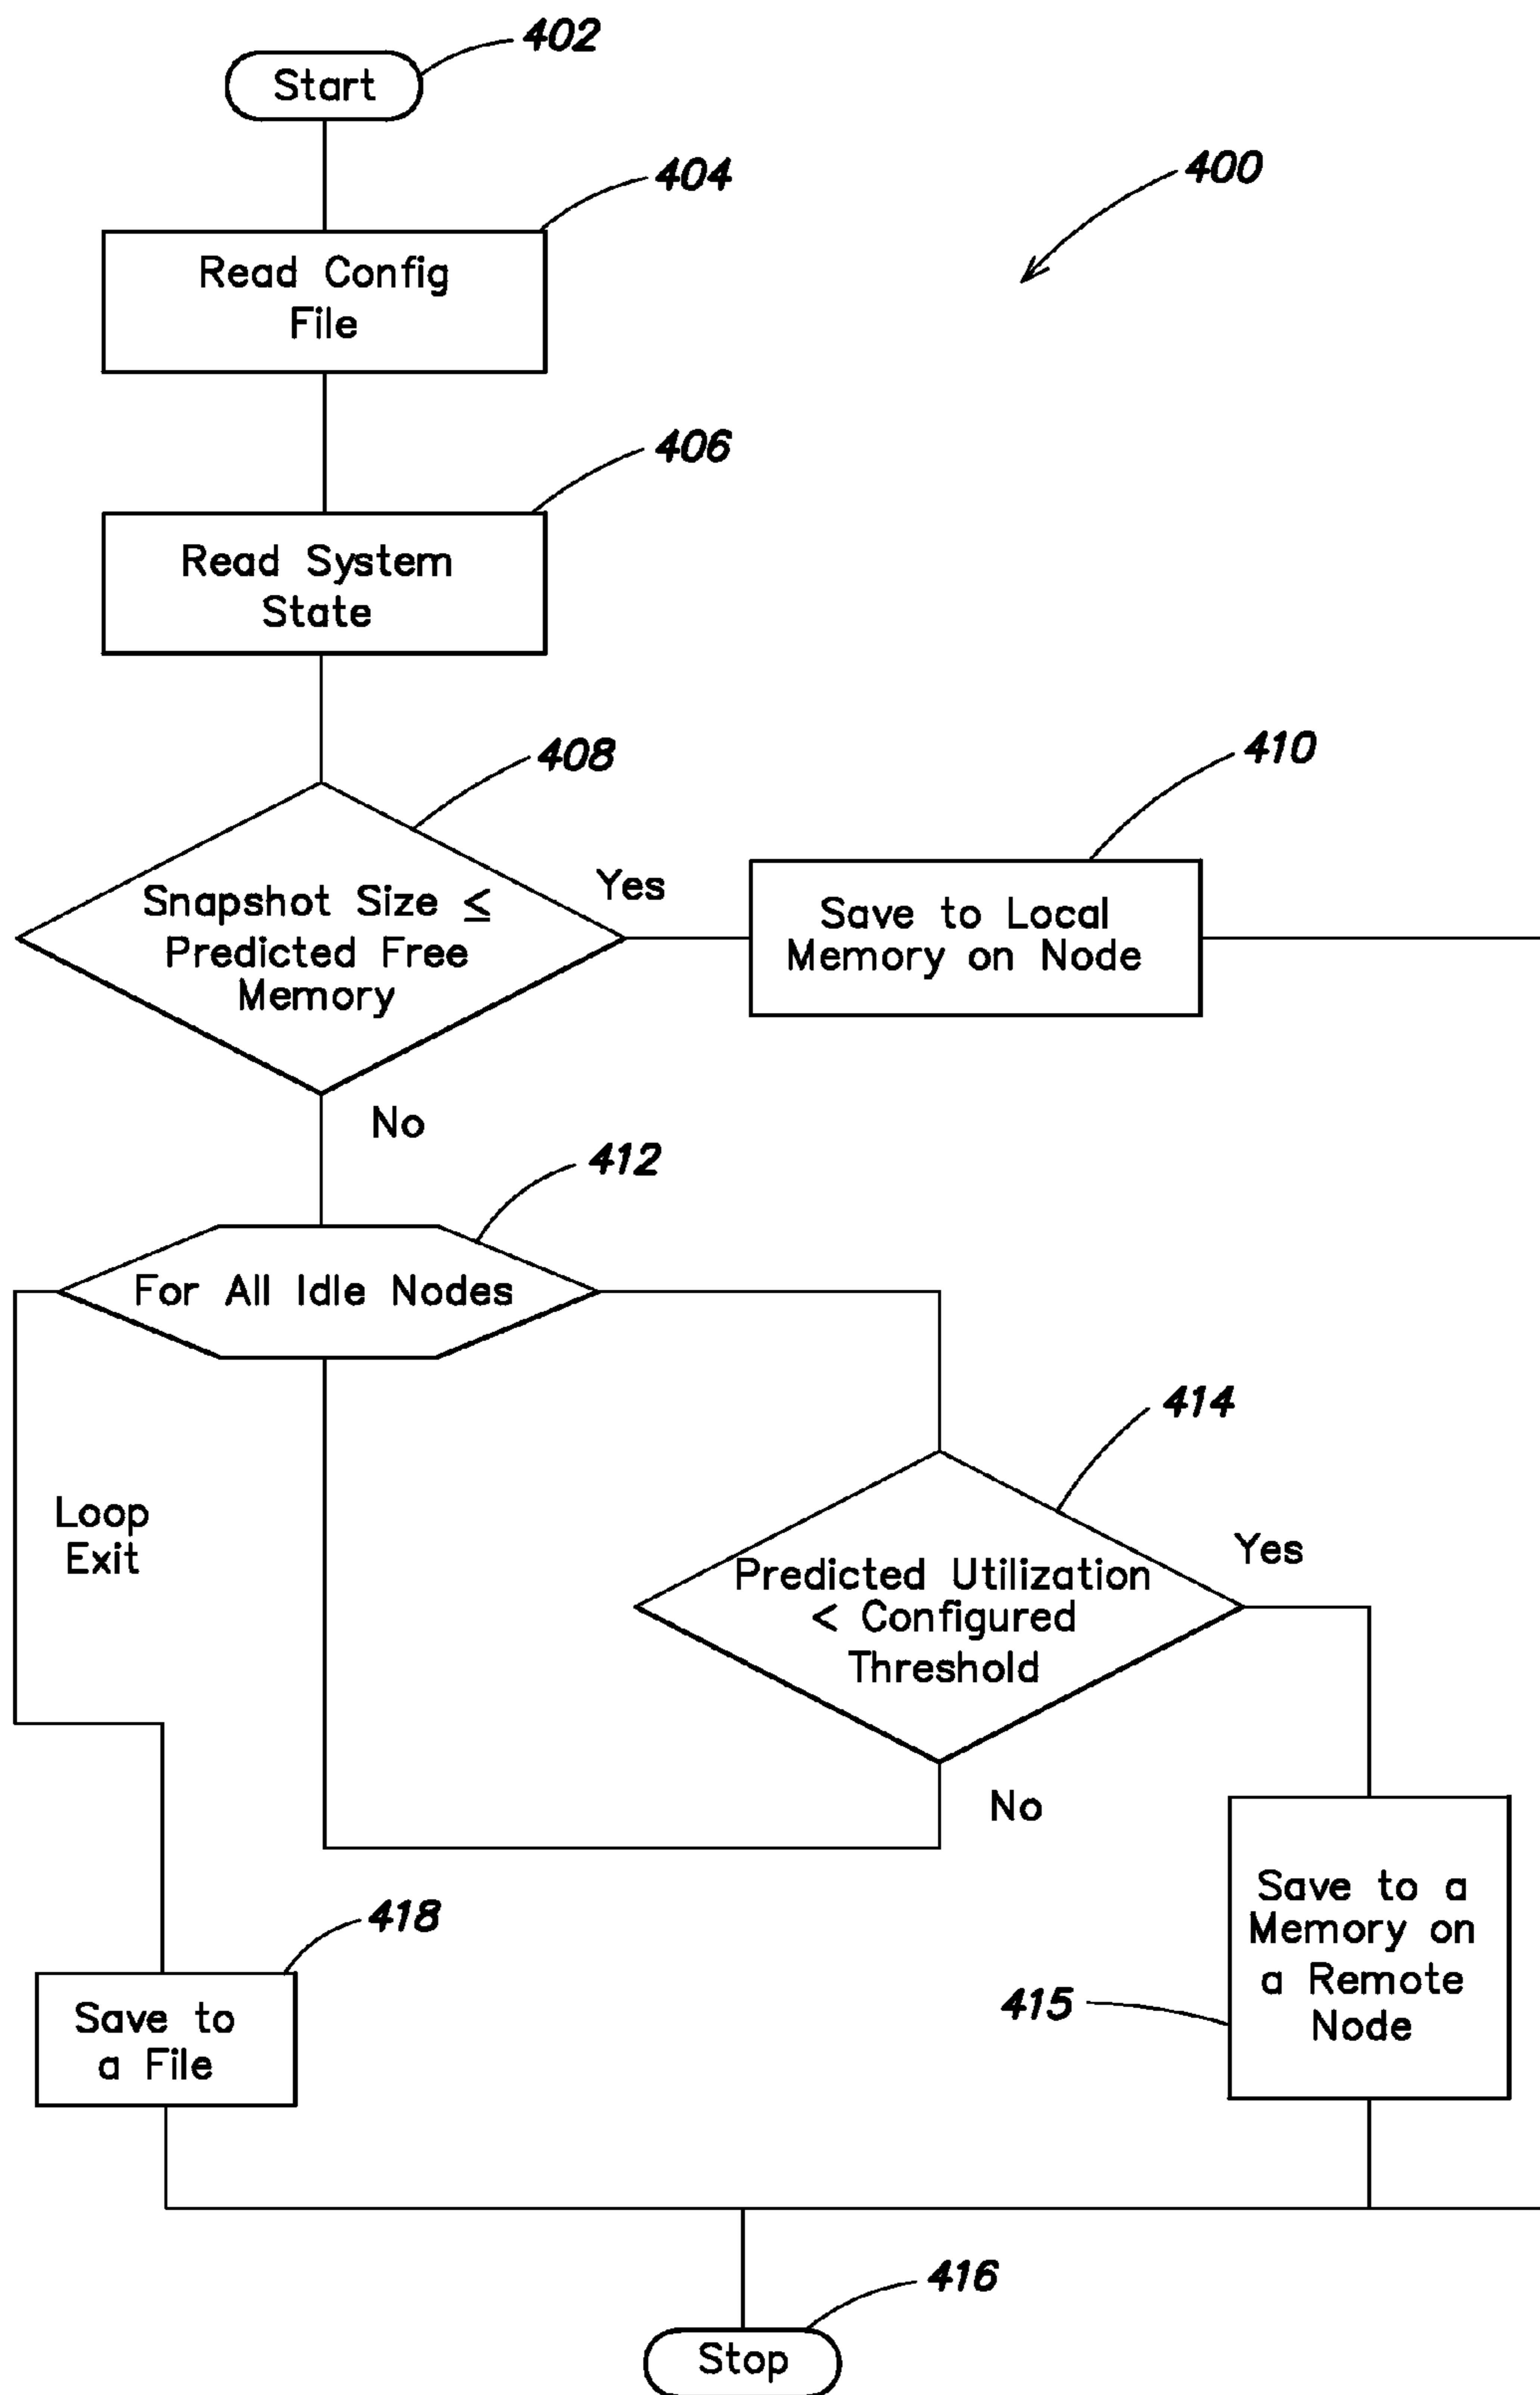 402
Start
404
400
Read Config
File
406
Read System
State
408
410
Snapshot Size ≤
Predicted Free
Memory
Yes
Save to Local
Memory on Node
No
412
For All Idle Nodes
414
Loop
Exit
Predicted Utilization
< Configured
Threshold
Yes
No
418
Save to
a File
415
Save to a
Memory on
a Remote
Node
416
Stop